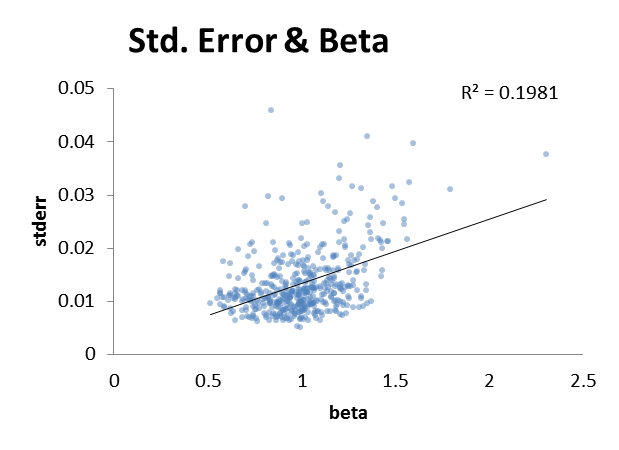 Std. Error & Beta
R² = 0.1981
0.05
0.04
0.03
0.02
0.01
0
stderr
0 0.5 1 1.5 2 2.5
beta